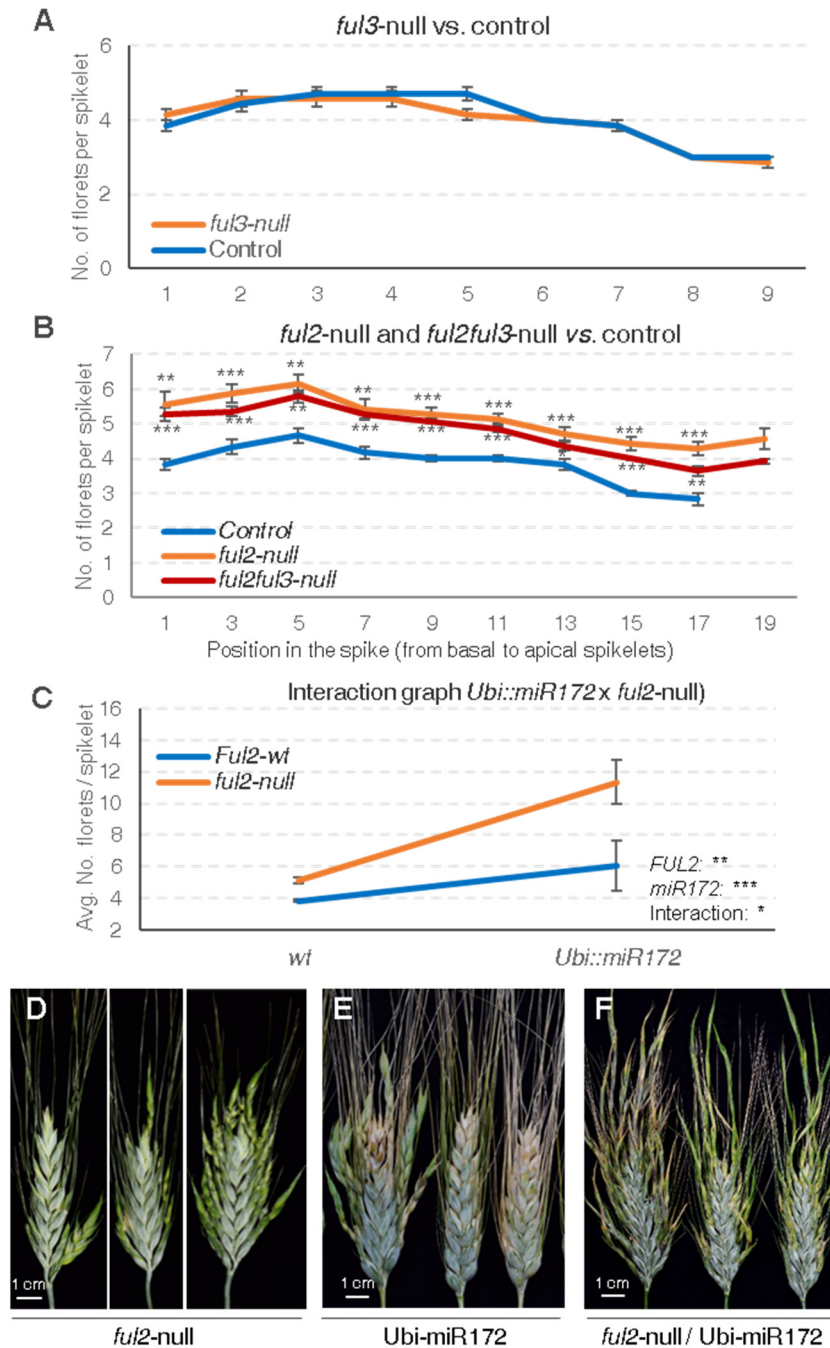 A
ful3-null vs. control
No. of florets per spikelet
6
4
2
0
ful3-null
Control
1 2 3 4 5 6 7 8 9
B
ful2-null and ful2ful3-null vs. control
No. of florets per spikelet
7
6
5
4
3
2
1
0
** *** ** ** *** *** *** *** ***
*** *** ** *** *** *** * *** **
Control
ful2-null
ful2ful3-null
1 3 5 7 9 11 13 15 17 19
Position in the spike (from basal to apical spikelets)
C
Interaction graph Ubi::miR172 x ful2-null)
Avg. No. florets / spikelet
16
14
12
10
8
6
4
2
Ful2-wt
ful2-null
FUL2: **
miR172: ***
Interaction: *
wt Ubi::miR172
D E F
1 cm 1 cm 1 cm
ful2-null Ubi-miR172 ful2-null / Ubi-miR172